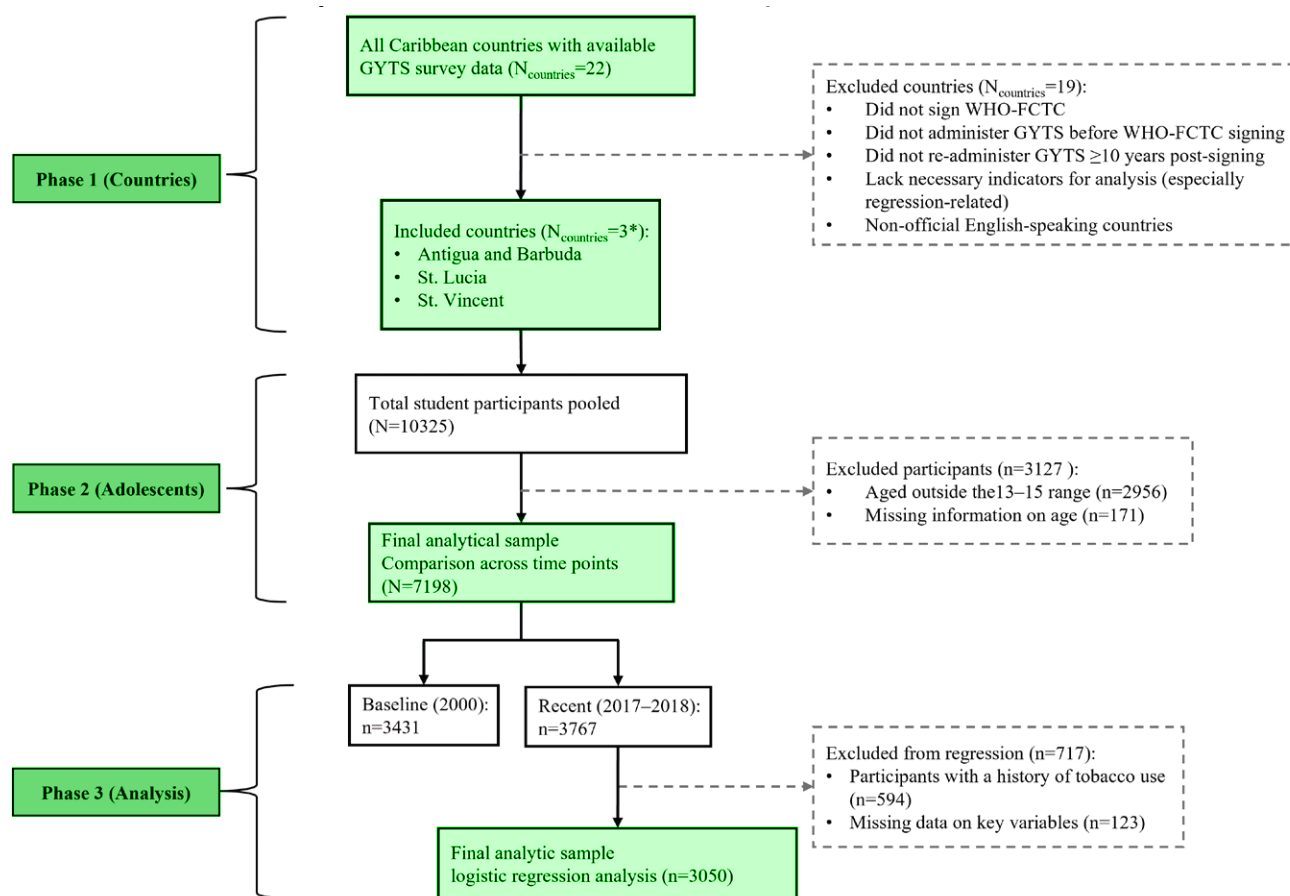 All Caribbean countries with available
GYTS survey data (Ncountries=22)
Excluded countries (Ncountries=19):
• Did not sign WHO-FCTC
• Did not administer GYTS before WHO-FCTC signing
• Did not re-administer GYTS ≥10 years post-signing
• Lack necessary indicators for analysis (especially
regression-related)
• Non-official English-speaking countries
Phase 1 (Countries)
Included countries (Ncountries=3*):
• Antigua and Barbuda
• St. Lucia
• St. Vincent
Total student participants pooled
(N=10325)
Phase 2 (Adolescents)
Excluded participants (n=3127 ):
• Aged outside the13–15 range (n=2956)
• Missing information on age (n=171)
Final analytical sample
Comparison across time points
(N=7198)
Baseline (2000):
n=3431
Recent (2017–2018):
n=3767
Phase 3 (Analysis)
Excluded from regression (n=717):
• Participants with a history of tobacco use
(n=594)
• Missing data on key variables (n=123)
Final analytic sample
logistic regression analysis (n=3050)